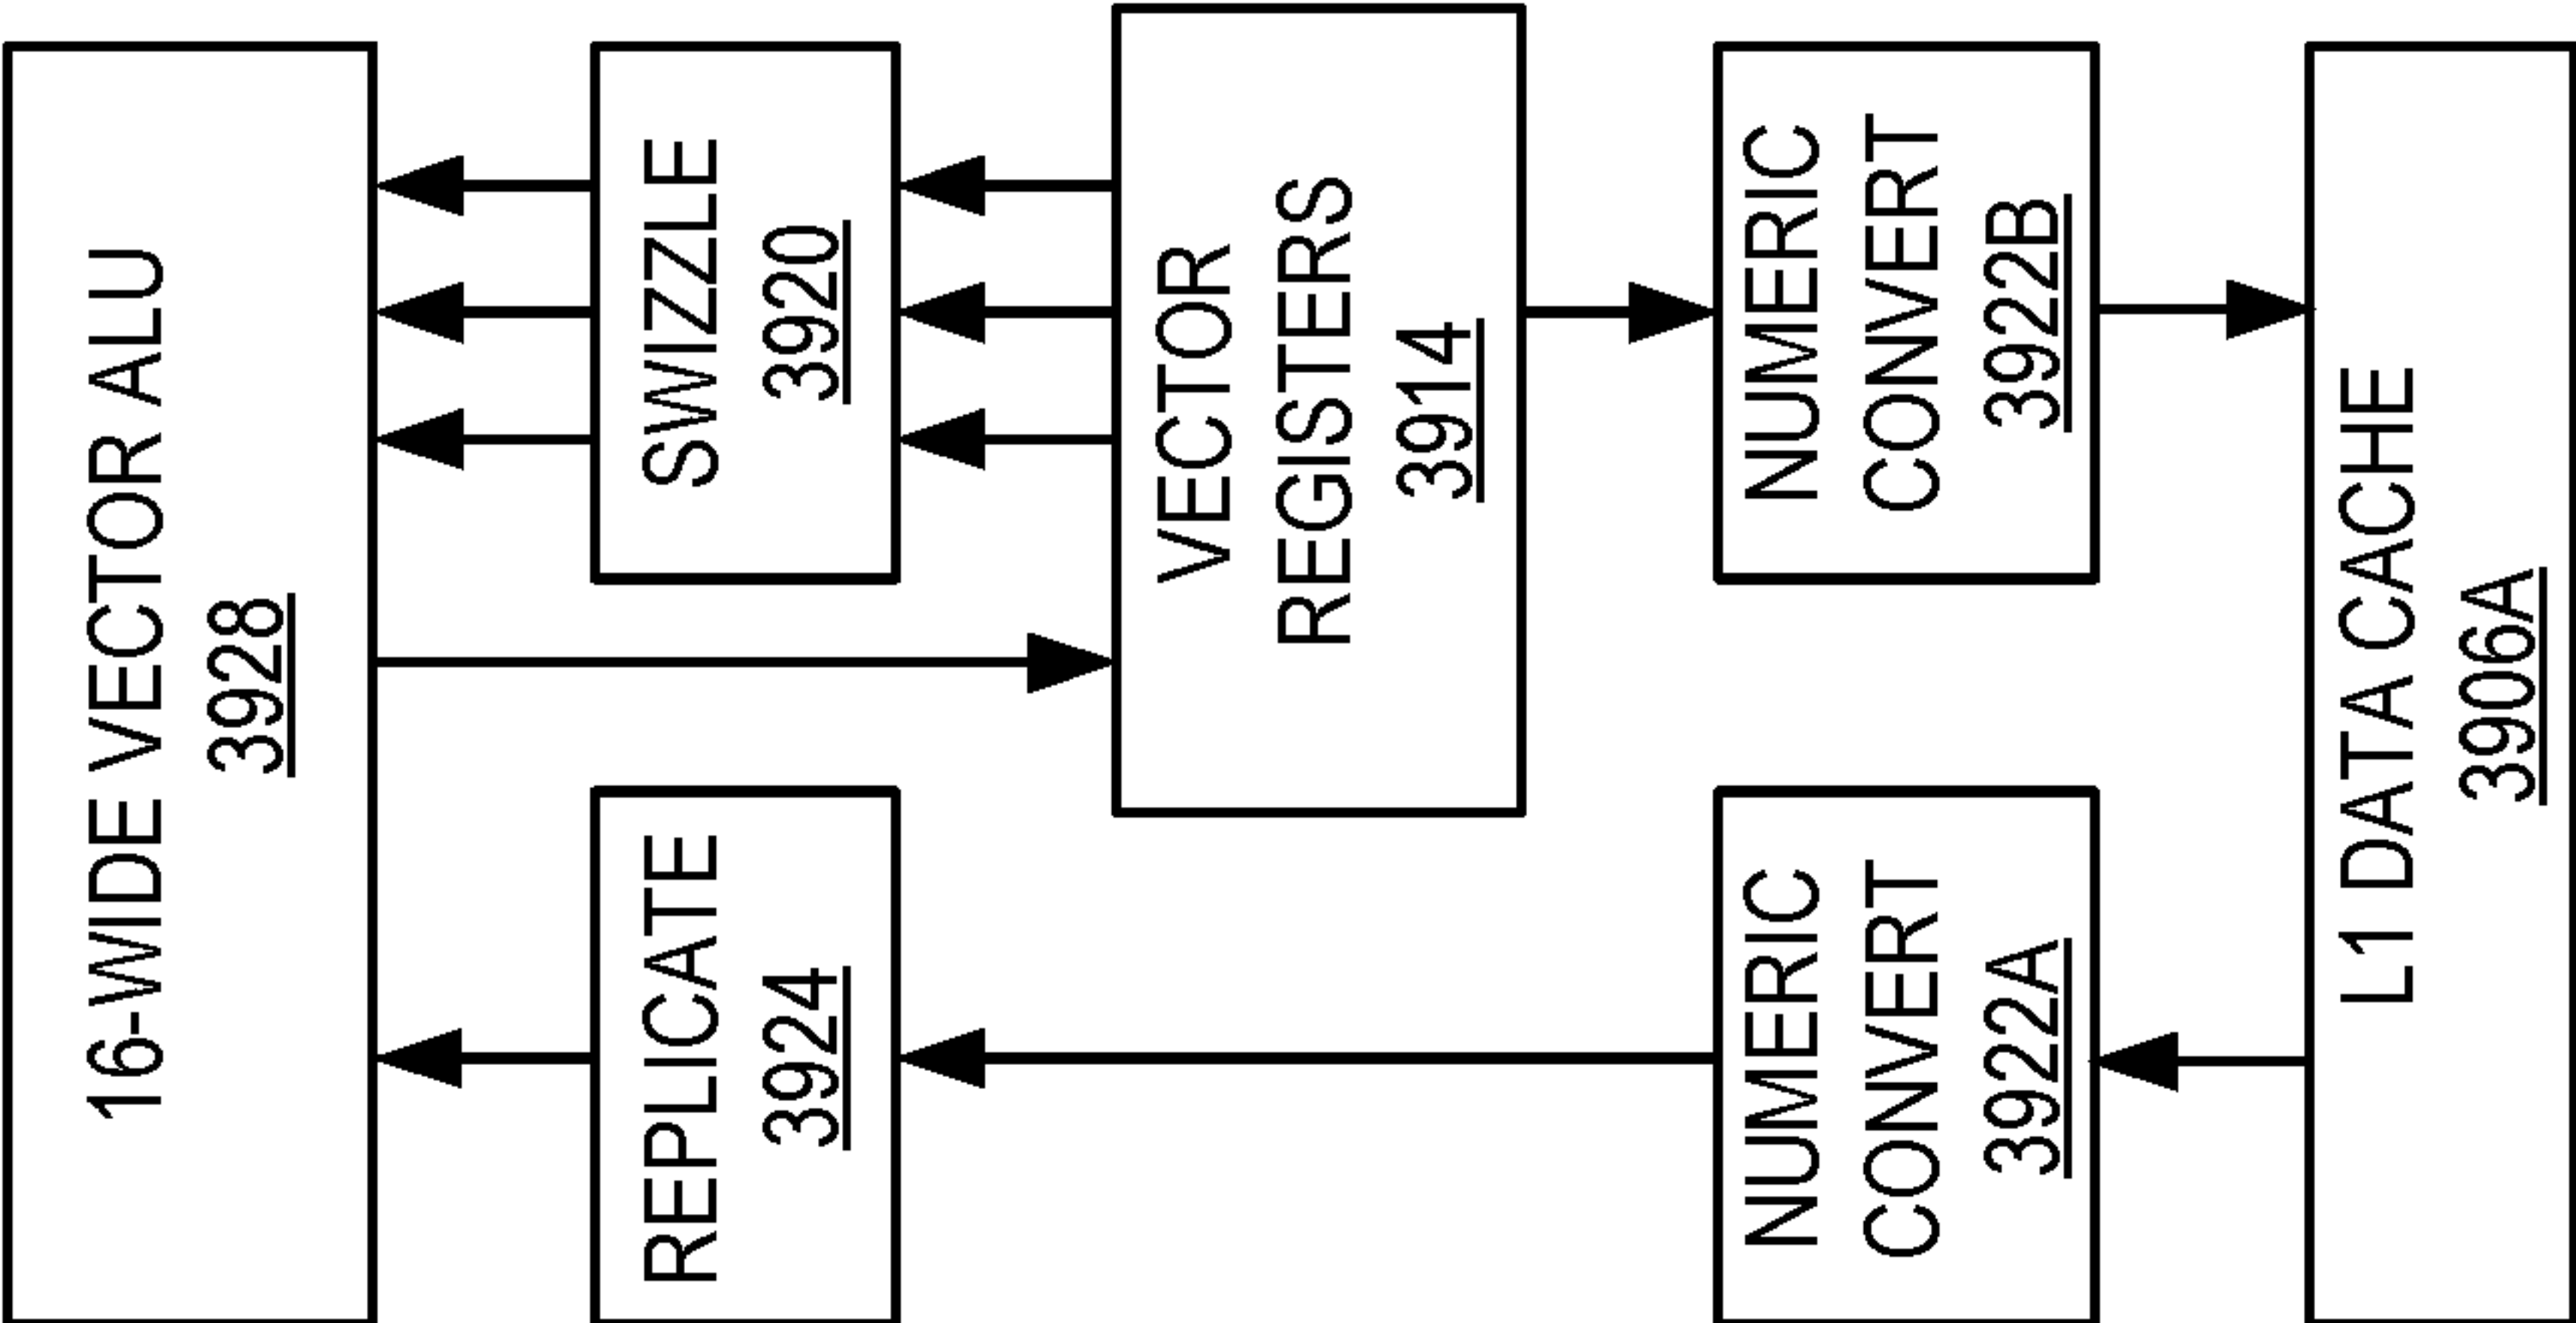 16-WIDE VECTOR ALU
3928
REPLICATE
3924
SWIZZLE
3920
VECTOR
REGISTERS
3914
NUMERIC
CONVERT
3922A
NUMERIC
CONVERT
3922B
L1 DATA CACHE
3906A